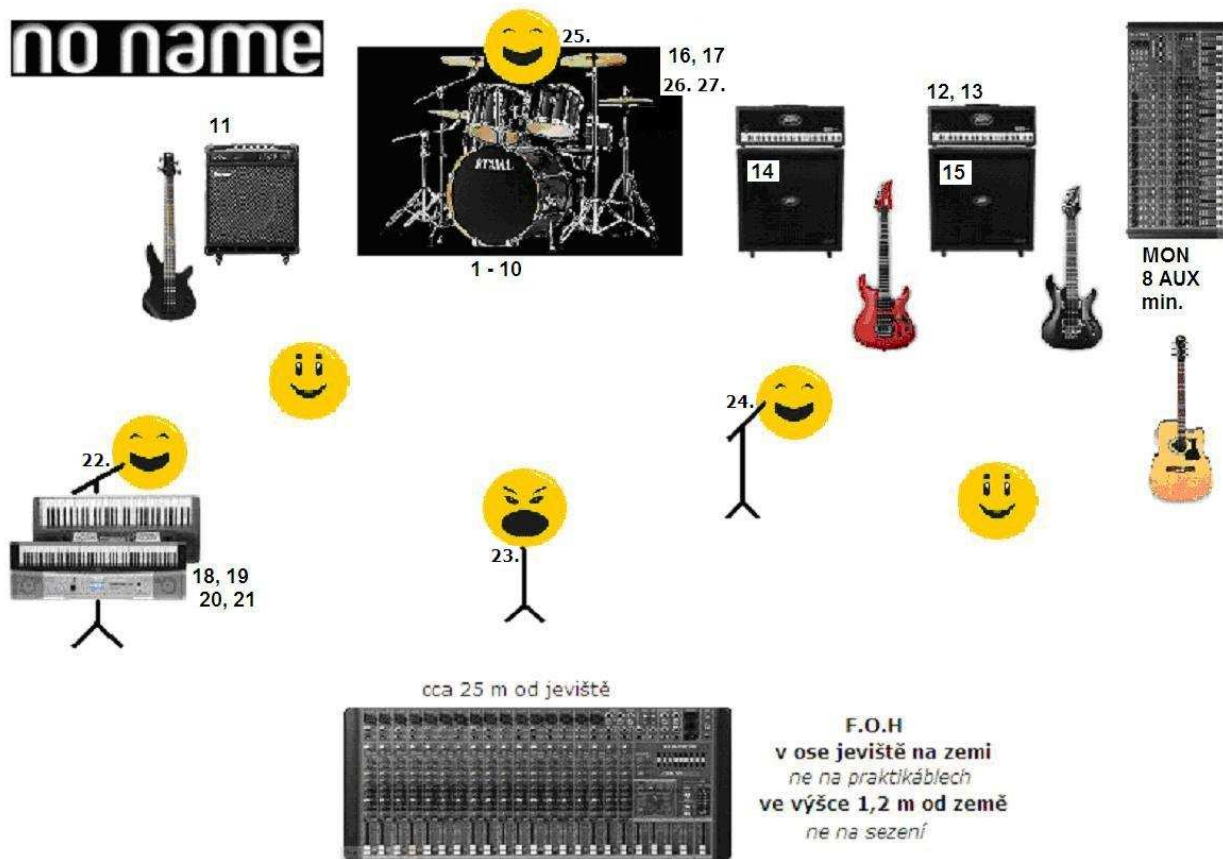 no name
25.
16, 17
26. 27.
12, 13
11
14
15
TAMA
1 - 10
MON
8 AUX
min.
24.
22.
23.
18, 19
20, 21
cca 25 m od jeviště
F.O.H
v ose jeviště na zemi
ne na praktikáblech
ve výšce 1,2 m od země
ne na sezení